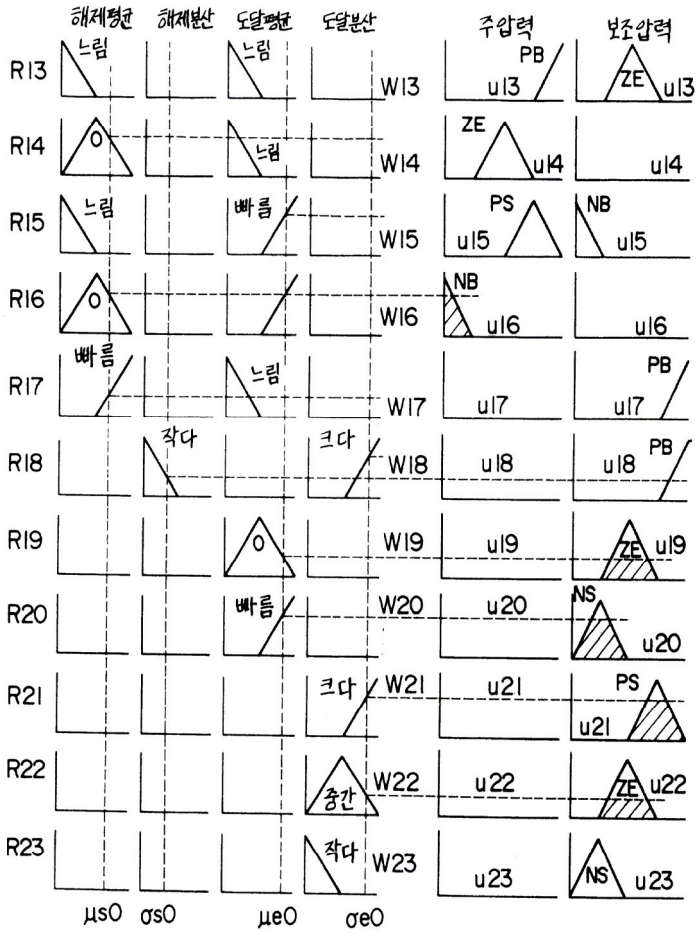 해제평균 해제분산 도달평균 도달분산 주압력 보조압력
R13 느림 느림 W13 u13 PB ZE u13
R14 O 느림 W14 ZE u14 u14
R15 느림 빠름 W15 u15 PS NB u15
R16 O W16 NB u16 u16
R17 빠름 느림 W17 u17 u17 PB
R18 작다 크다 W18 u18 u18 PB
R19 O W19 u19 ZE u19
R20 빠름 W20 u20 NS u20
R21 크다 W21 u21 u21 PS
R22 중간 W22 u22 ZE u22
R23 작다 W23 u23 NS u23
μs0 σs0 μe0 σe0